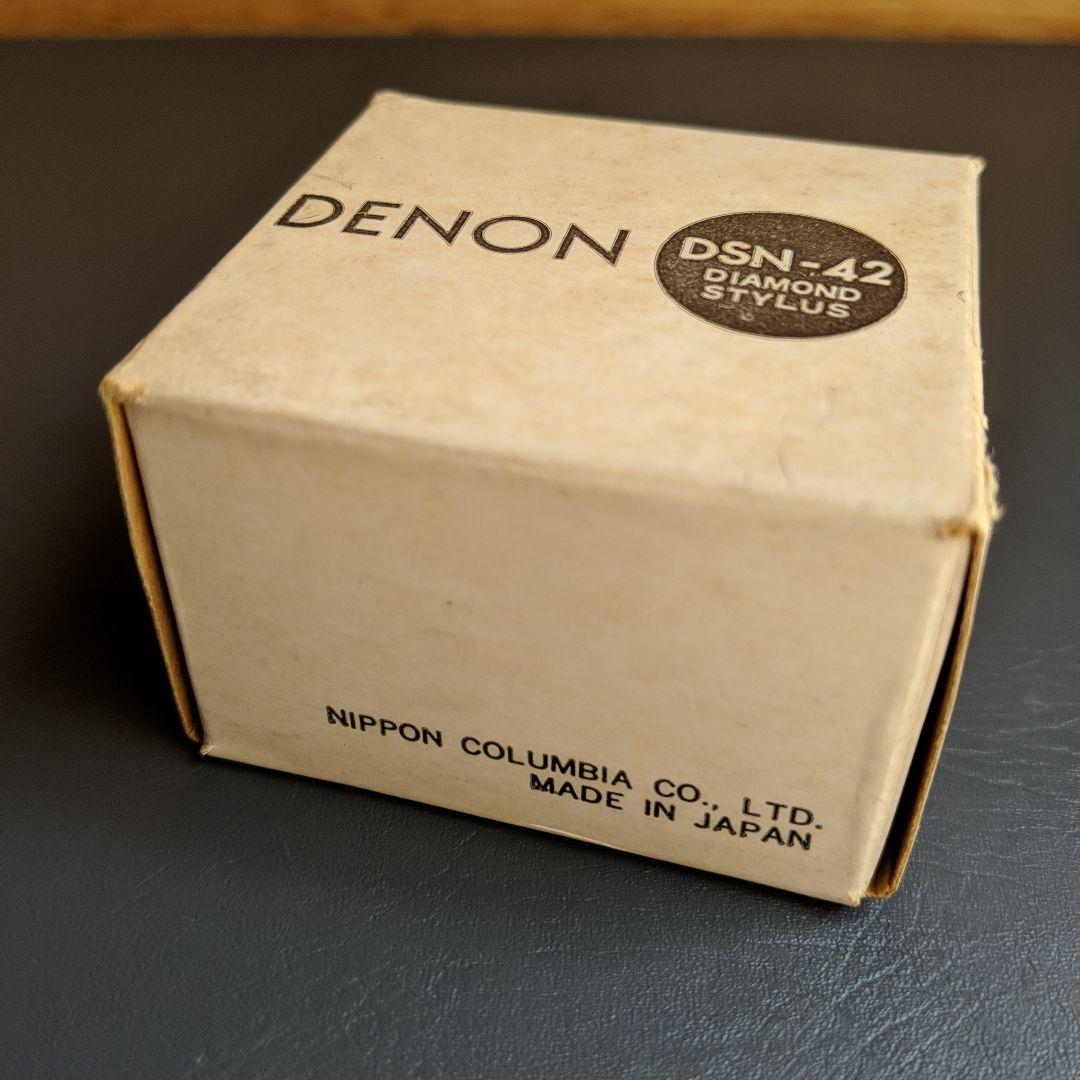 DENON
DSN-42
DIAMOND
STYLUS
NIPPON COLUMBIA CO., LTD.
MADE IN JAPAN